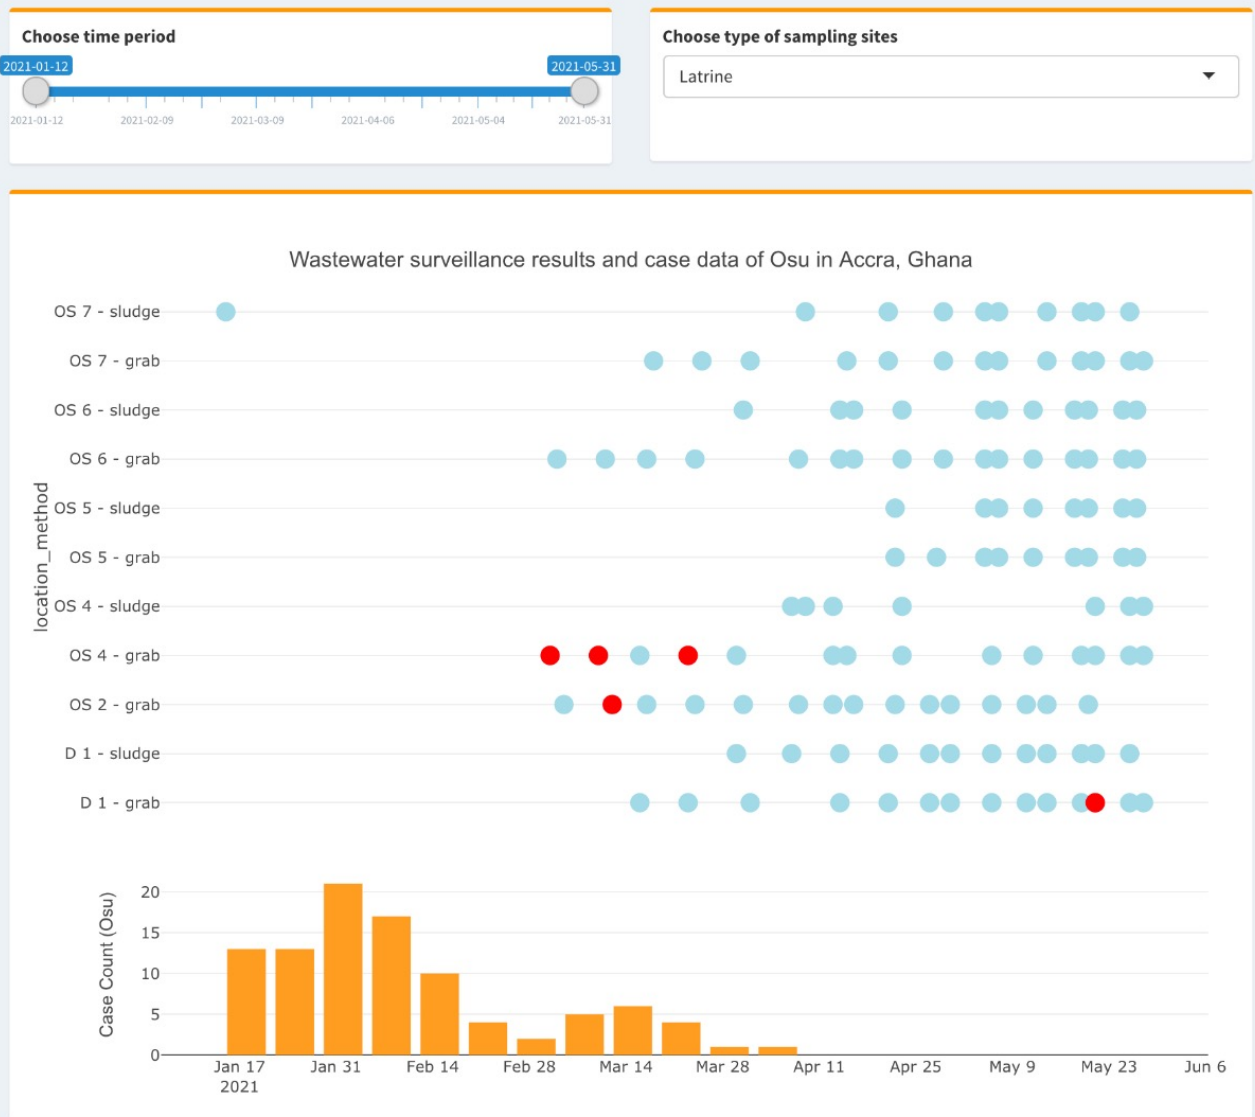 Choose time period
2021-01-12
2021-05-31
2021-01-12 2021-02-09 2021-03-09 2021-04-06 2021-05-04 2021-05-31
Choose type of sampling sites
Latrine
Wastewater surveillance results and case data of Osu in Accra, Ghana
location_method
OS 7 - sludge
OS 7 - grab
OS 6 - sludge
OS 6 - grab
OS 5 - sludge
OS 5 - grab
OS 4 - sludge
OS 4 - grab
OS 2 - grab
D 1 - sludge
D 1 - grab
Case Count (Osu)
20
15
10
5
0
Jan 17 Jan 31 Feb 14 Feb 28 Mar 14 Mar 28 Apr 11 Apr 25 May 9 May 23 Jun 6
2021